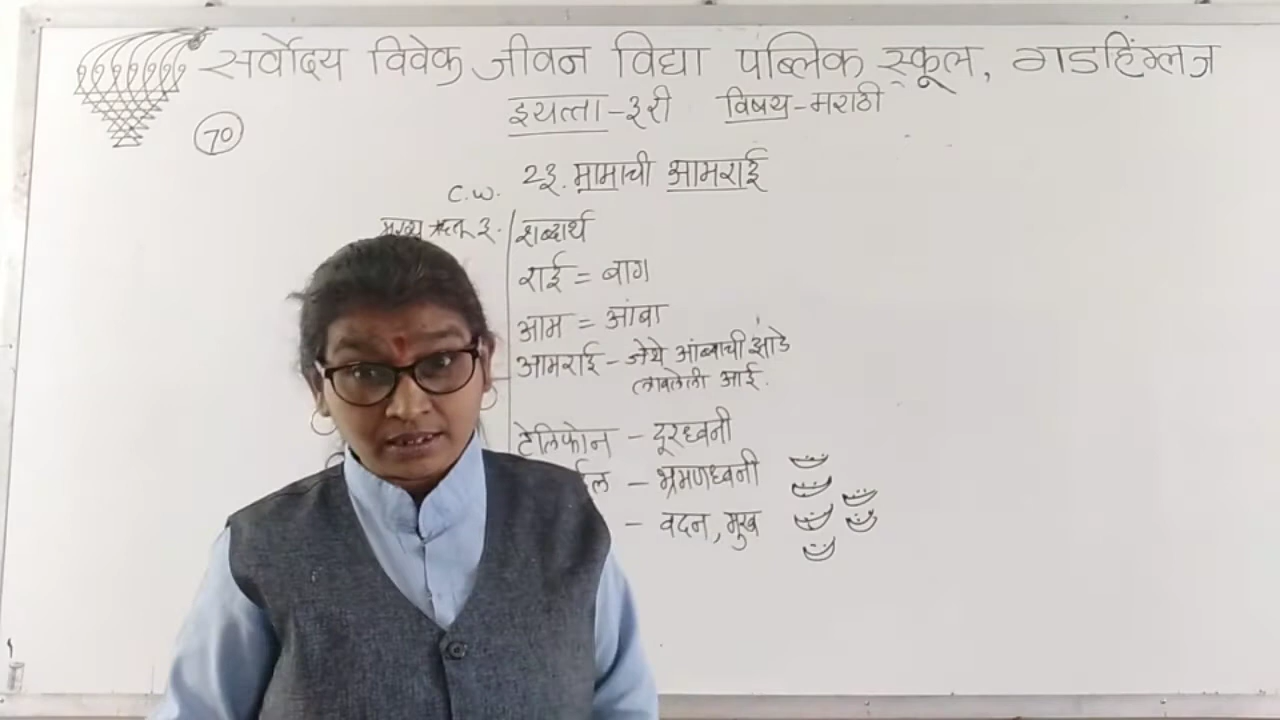 सर्वोदय विवेक जीवन विद्या पब्लिक स्कूल, गडहिंग्लज
इयत्ता - ३री विषय - मराठी
70
२३. मामाची आमराई
C.W.
शब्दार्थ
राई = बाग
आम = आंबा
आमराई - जेथे आंब्याची झाडे
लावलेली आई.
टेलिफोन - दूरध्वनी
- भ्रमणध्वनी
- वदन, मुख